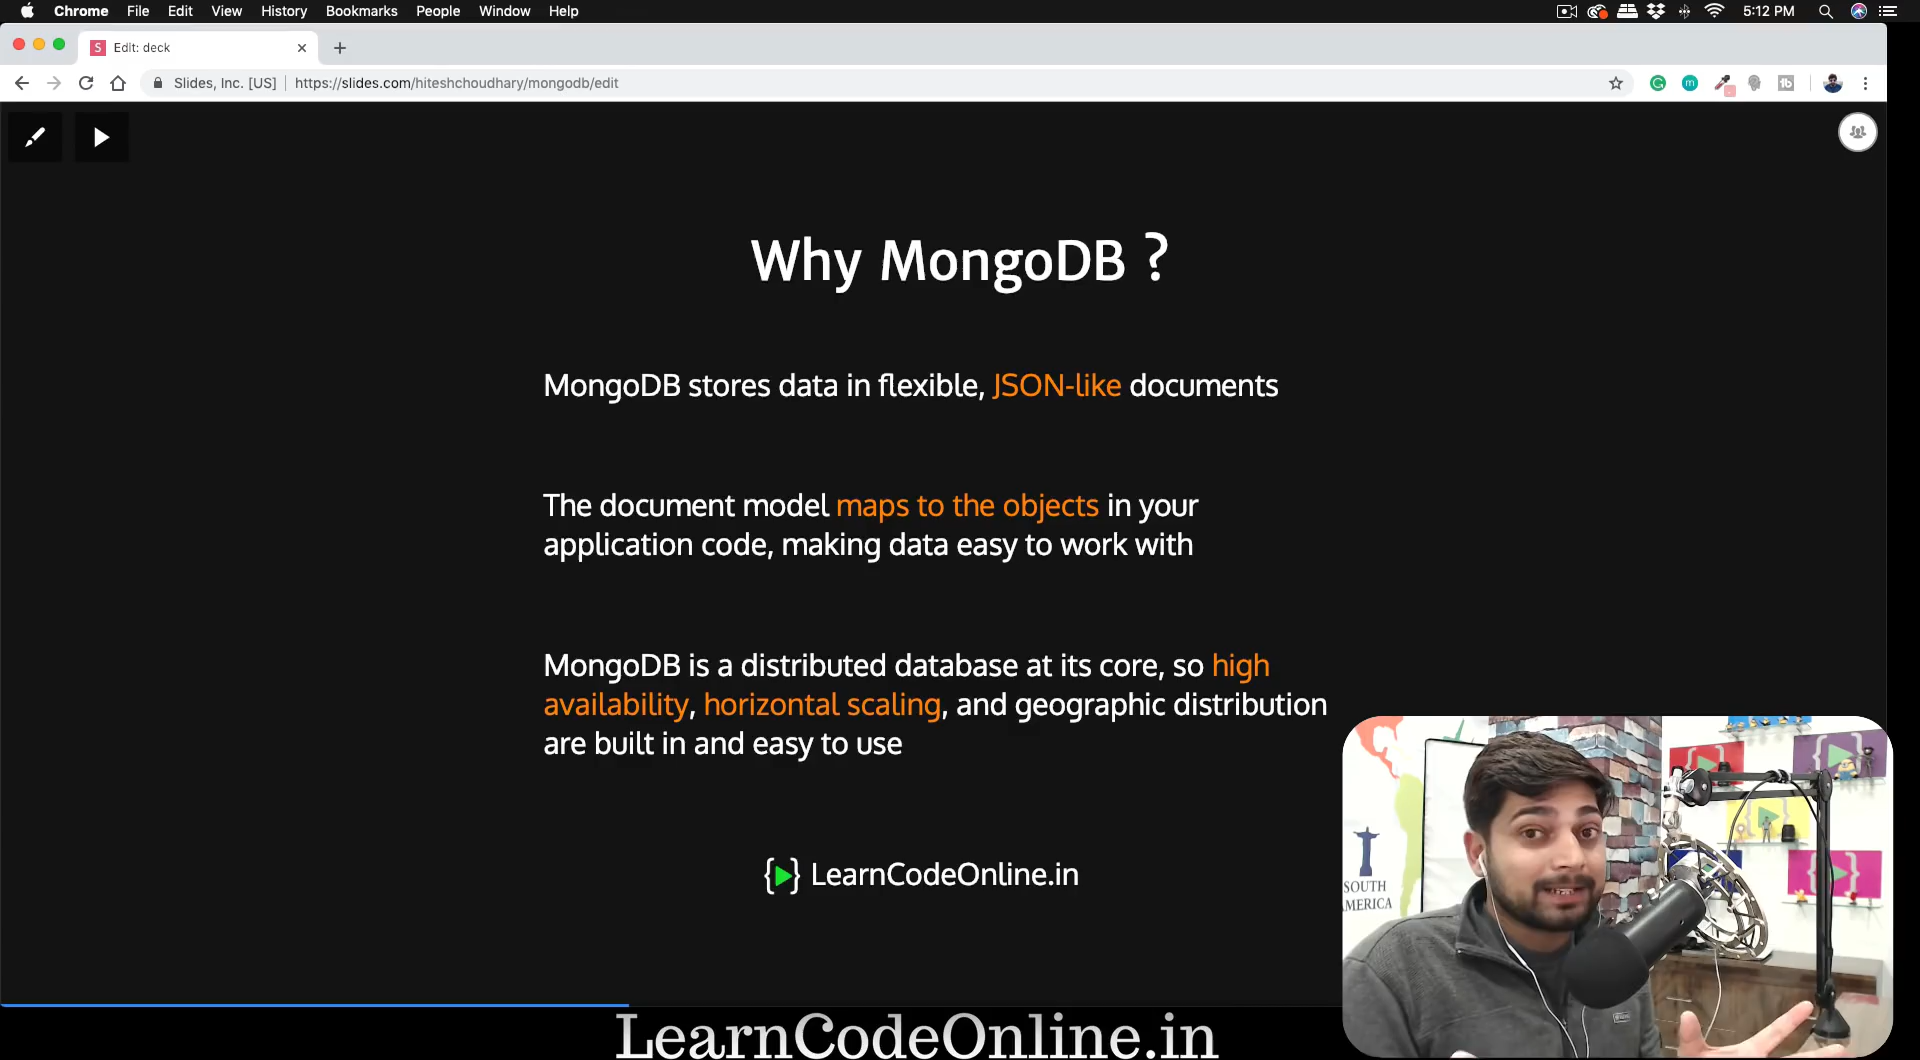 Chrome File Edit View History Bookmarks People Window Help 5:12 PM
S Edit: deck
Slides, Inc. [US] https://slides.com/hiteshchoudhary/mongodb/edit
Why MongoDB ?
MongoDB stores data in flexible, JSON-like documents
The document model maps to the objects in your
application code, making data easy to work with
MongoDB is a distributed database at its core, so high
availability, horizontal scaling, and geographic distribution
are built in and easy to use
LearnCodeOnline.in
SOUTH
AMERICA
LearnCodeOnline.in